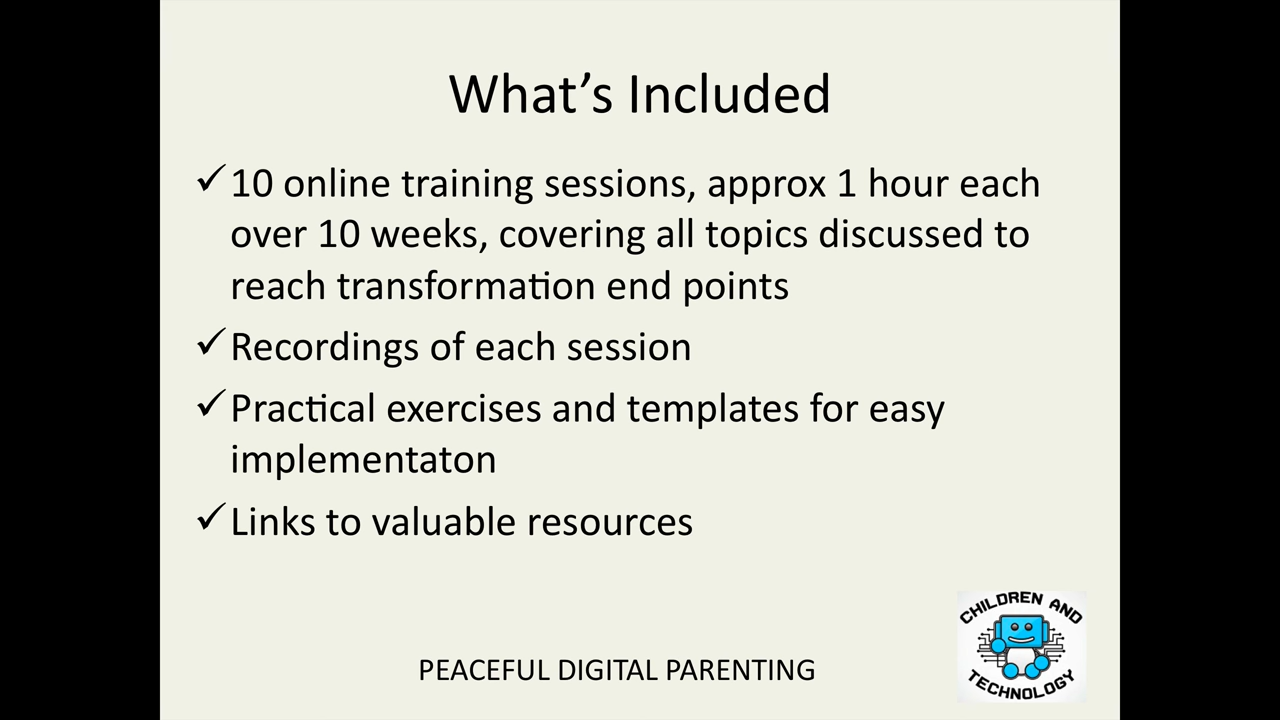 What's Included
✓10 online training sessions, approx 1 hour each
over 10 weeks, covering all topics discussed to
reach transformation end points
✓Recordings of each session
✓Practical exercises and templates for easy
implementaton
✓Links to valuable resources
CHILDREN AND
TECHNOLOGY
PEACEFUL DIGITAL PARENTING